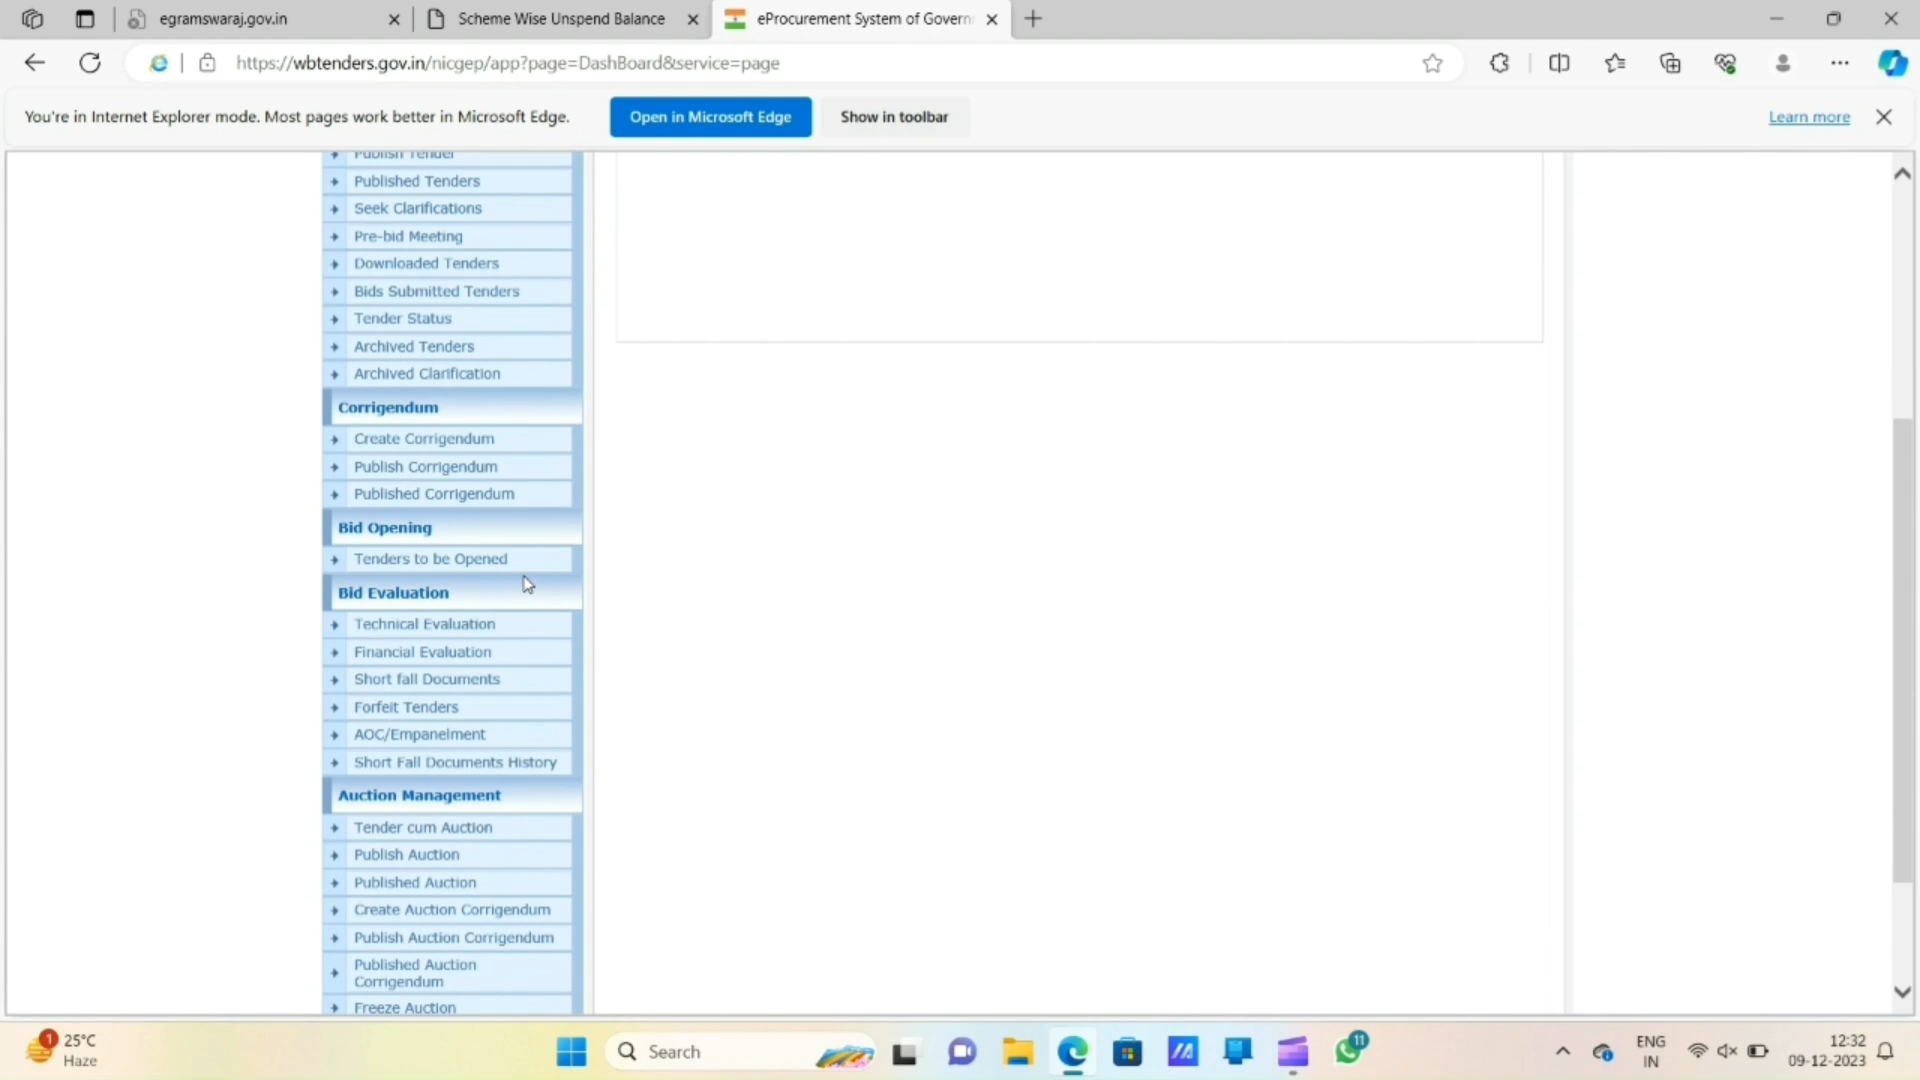 egramswaraj.gov.in
Scheme Wise Unspend Balance
eProcurement System of Govern
https://wbtenders.gov.in/nicgep/app?page=DashBoard&service=page
You're in Internet Explorer mode. Most pages work better in Microsoft Edge.
Open in Microsoft Edge
Show in toolbar
Learn more
Publish Tender
Published Tenders
Seek Clarifications
Pre-bid Meeting
Downloaded Tenders
Bids Submitted Tenders
Tender Status
Archived Tenders
Archived Clarification
Corrigendum
Create Corrigendum
Publish Corrigendum
Published Corrigendum
Bid Opening
Tenders to be Opened
Bid Evaluation
Technical Evaluation
Financial Evaluation
Short fall Documents
Forfeit Tenders
AOC/Empanelment
Short Fall Documents History
Auction Management
Tender cum Auction
Publish Auction
Published Auction
Create Auction Corrigendum
Publish Auction Corrigendum
Published Auction
Corrigendum
Freeze Auction
1
25°C
Haze
Search
11
ENG
IN
12:32
09-12-2023